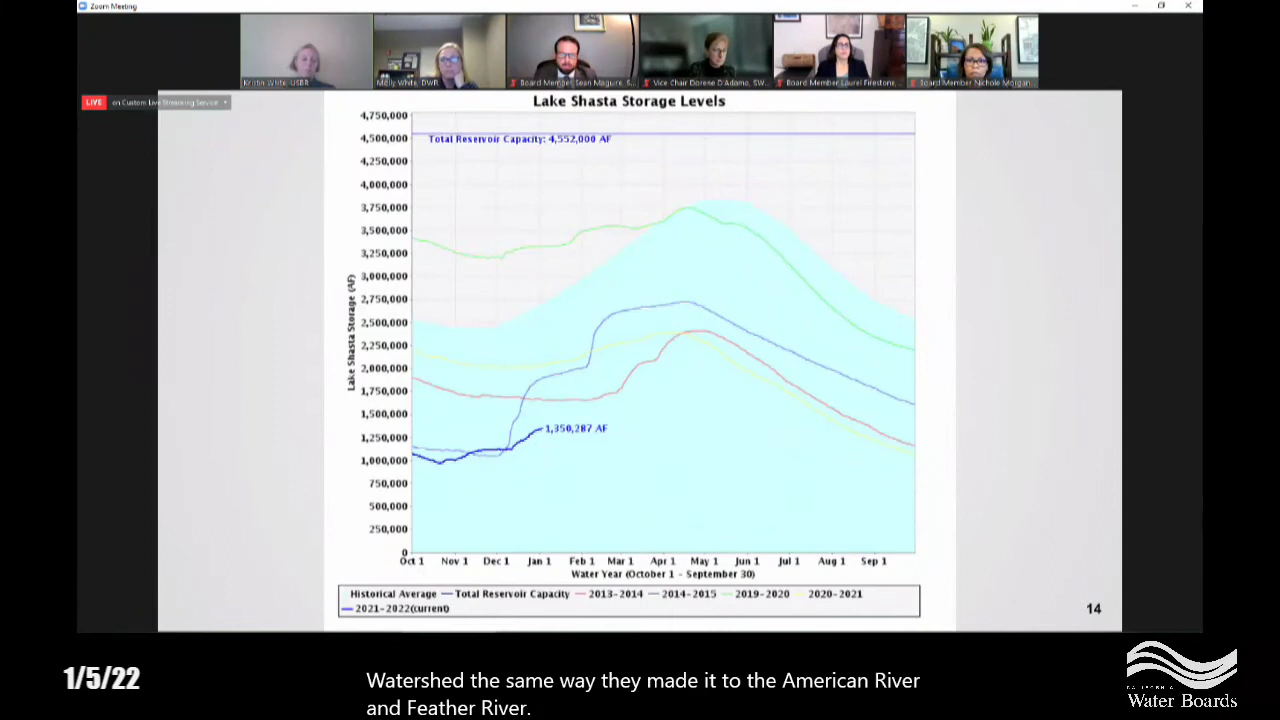 Zoom Meeting
Kristin White, USBR
Molly White, DWR
Board Member Sean Maguire, S...
Vice Chair Dorene D'Adamo, SW...
Board Member Laurel Firestone,...
Board Member Nichole Morgan...
LIVE on Custom Live Streaming Service
Lake Shasta Storage Levels
Total Reservoir Capacity: 4,552,000 AF
4,750,000
4,500,000
4,250,000
4,000,000
3,750,000
3,500,000
3,250,000
3,000,000
2,750,000
2,500,000
2,250,000
2,000,000
1,750,000
1,500,000
1,250,000
1,000,000
750,000
500,000
250,000
0
Lake Shasta Storage (AF)
1,350,287 AF
Oct 1 Nov 1 Dec 1 Jan 1 Feb 1 Mar 1 Apr 1 May 1 Jun 1 Jul 1 Aug 1 Sep 1
Water Year (October 1 - September 30)
Historical Average Total Reservoir Capacity 2013-2014 2014-2015 2019-2020 2020-2021
2021-2022(current)
14
1/5/22
Watershed the same way they made it to the American River
and Feather River.
CALIFORNIA
Water Boards